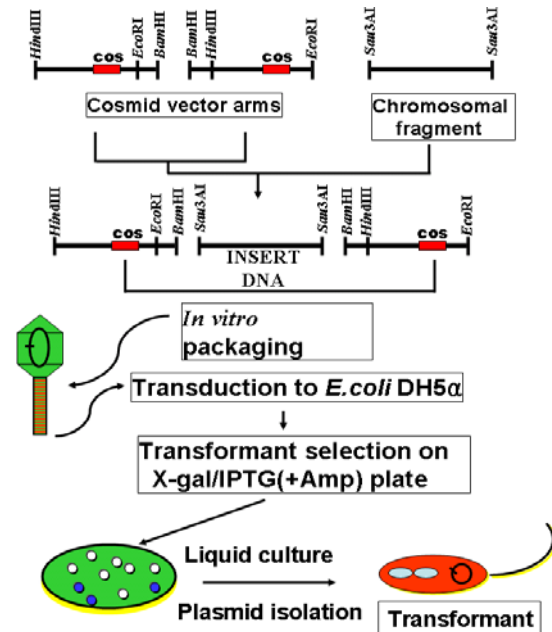 HindIII cos EcoRI BamHI BamHI HindIII cos EcoRI Sau3AI Sau3AI
Cosmid vector arms
Chromosomal
fragment
HindIII cos EcoRI BamHI Sau3AI Sau3AI BamHI HindIII cos EcoRI
INSERT
DNA
In vitro
packaging
Transduction to E.coli DH5α
Transformant selection on
X-gal/IPTG(+Amp) plate
Liquid culture
Plasmid isolation
Transformant